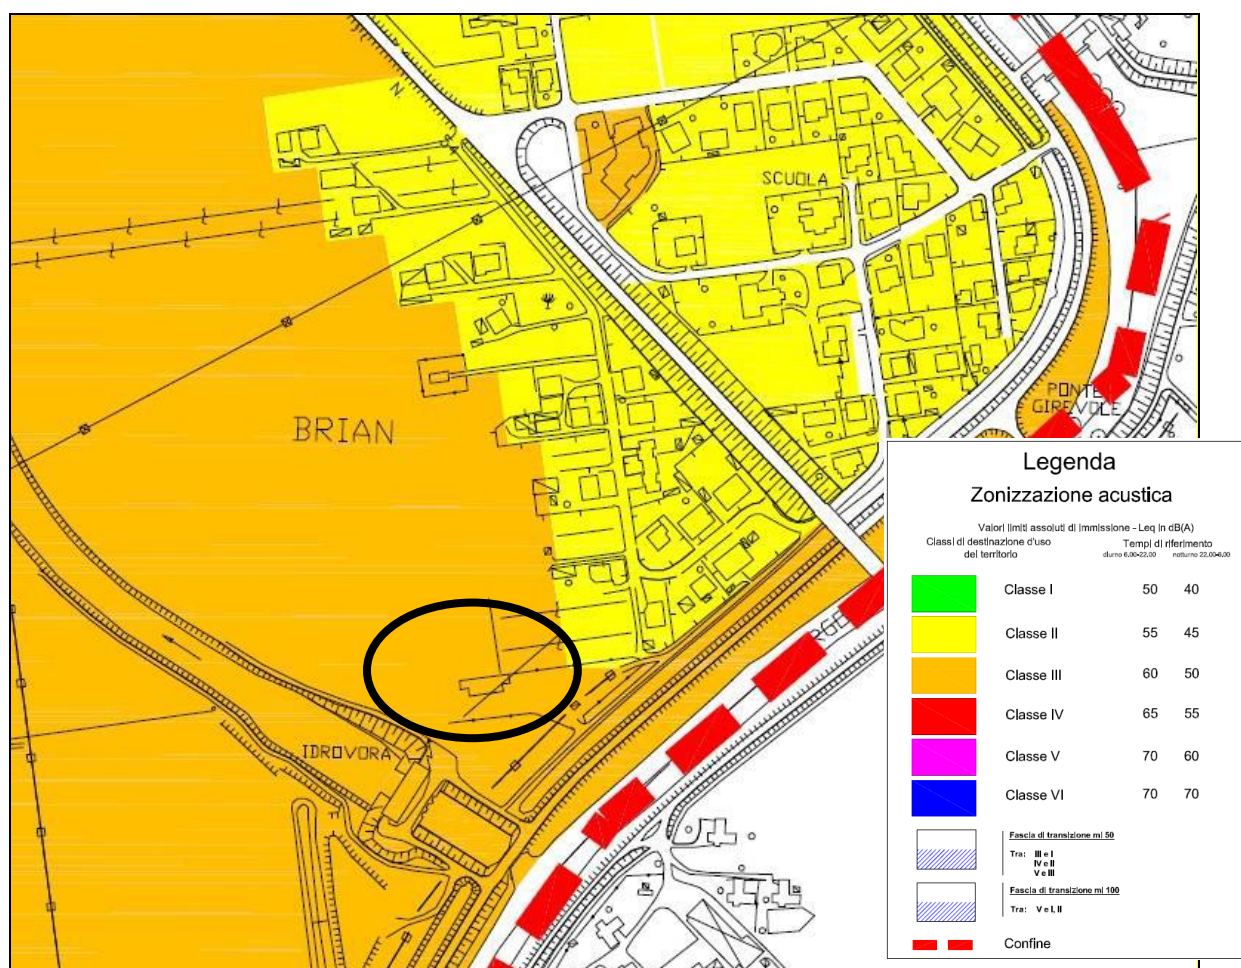 SCUOLA
BRIAN
PONTE
GIREVOLE
IDROVORA
Legenda
Zonizzazione acustica
Valori limiti assoluti di immissione - Leq in dB(A)
Classi di destinazione d'uso del territorio
Tempi di riferimento
diurno 6.00-22.00 notturno 22.00-6.00
Classe I 50 40
Classe II 55 45
Classe III 60 50
Classe IV 65 55
Classe V 70 60
Classe VI 70 70
Fascia di transizione ml 50
Tra: III e I
IV e II
V e III
Fascia di transizione ml 100
Tra: V e I, II
Confine